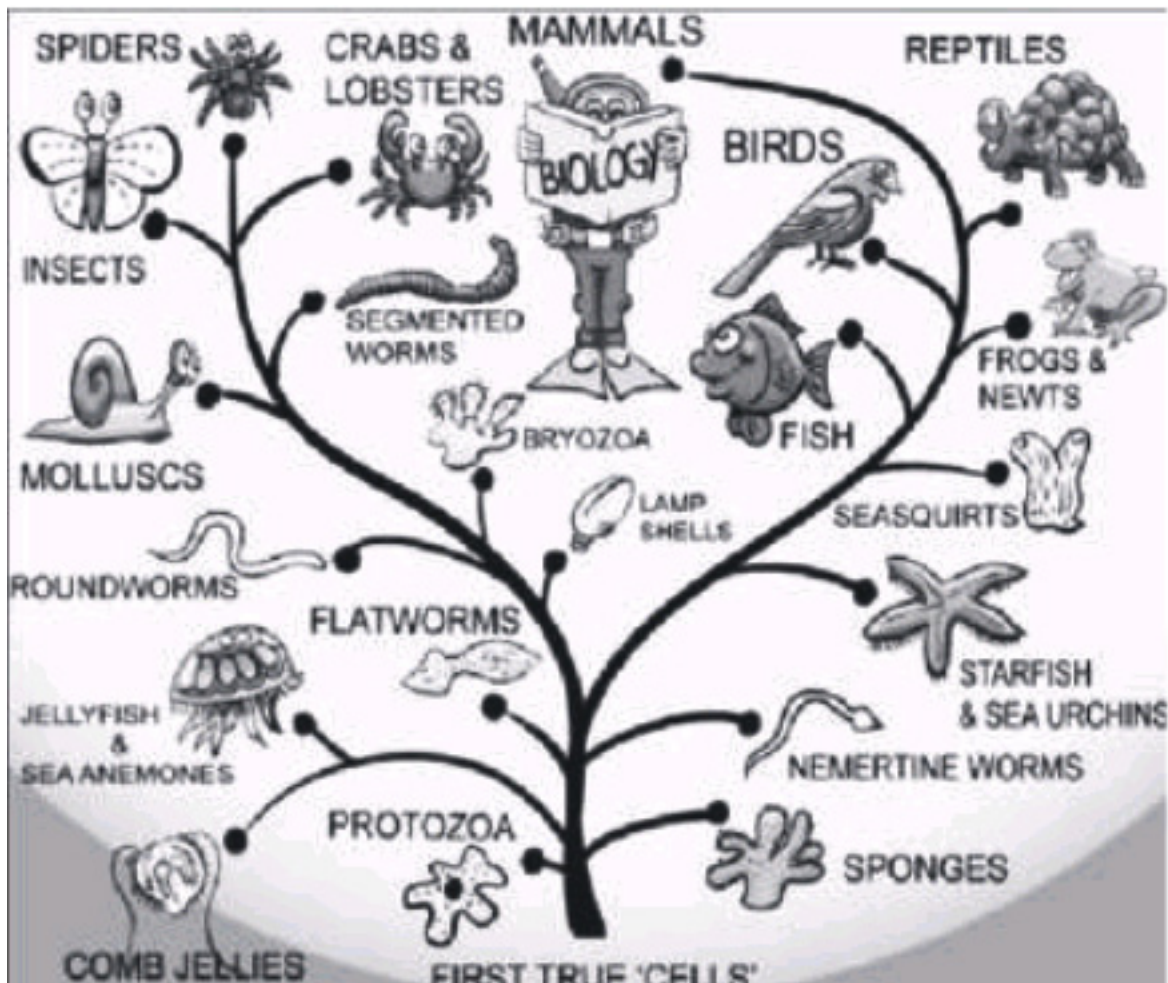 SPIDERS
CRABS &
LOBSTERS
MAMMALS
REPTILES
BIOLOGY
BIRDS
INSECTS
SEGMENTED
WORMS
FROGS &
NEWTS
FISH
BRYOZOA
MOLLUSCS
LAMP
SHELLS
SEASQUIRTS
ROUNDWORMS
FLATWORMS
STARFISH
& SEA URCHINS
JELLYFISH
&
SEA ANEMONES
NEMERTINE WORMS
PROTOZOA
SPONGES
COMB JELLIES
FIRST TRUE 'CELLS'